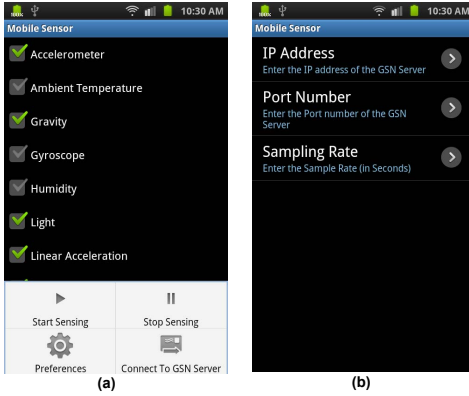 10:30 AM
Mobile Sensor
Accelerometer
Ambient Temperature
Gravity
Gyroscope
Humidity
Light
Linear Acceleration
Start Sensing
Stop Sensing
Preferences
Connect To GSN Server
(a)
10:30 AM
Mobile Sensor
IP Address
Enter the IP address of the GSN Server
Port Number
Enter the Port number of the GSN
Server
Sampling Rate
Enter the Sample Rate (in Seconds)
(b)